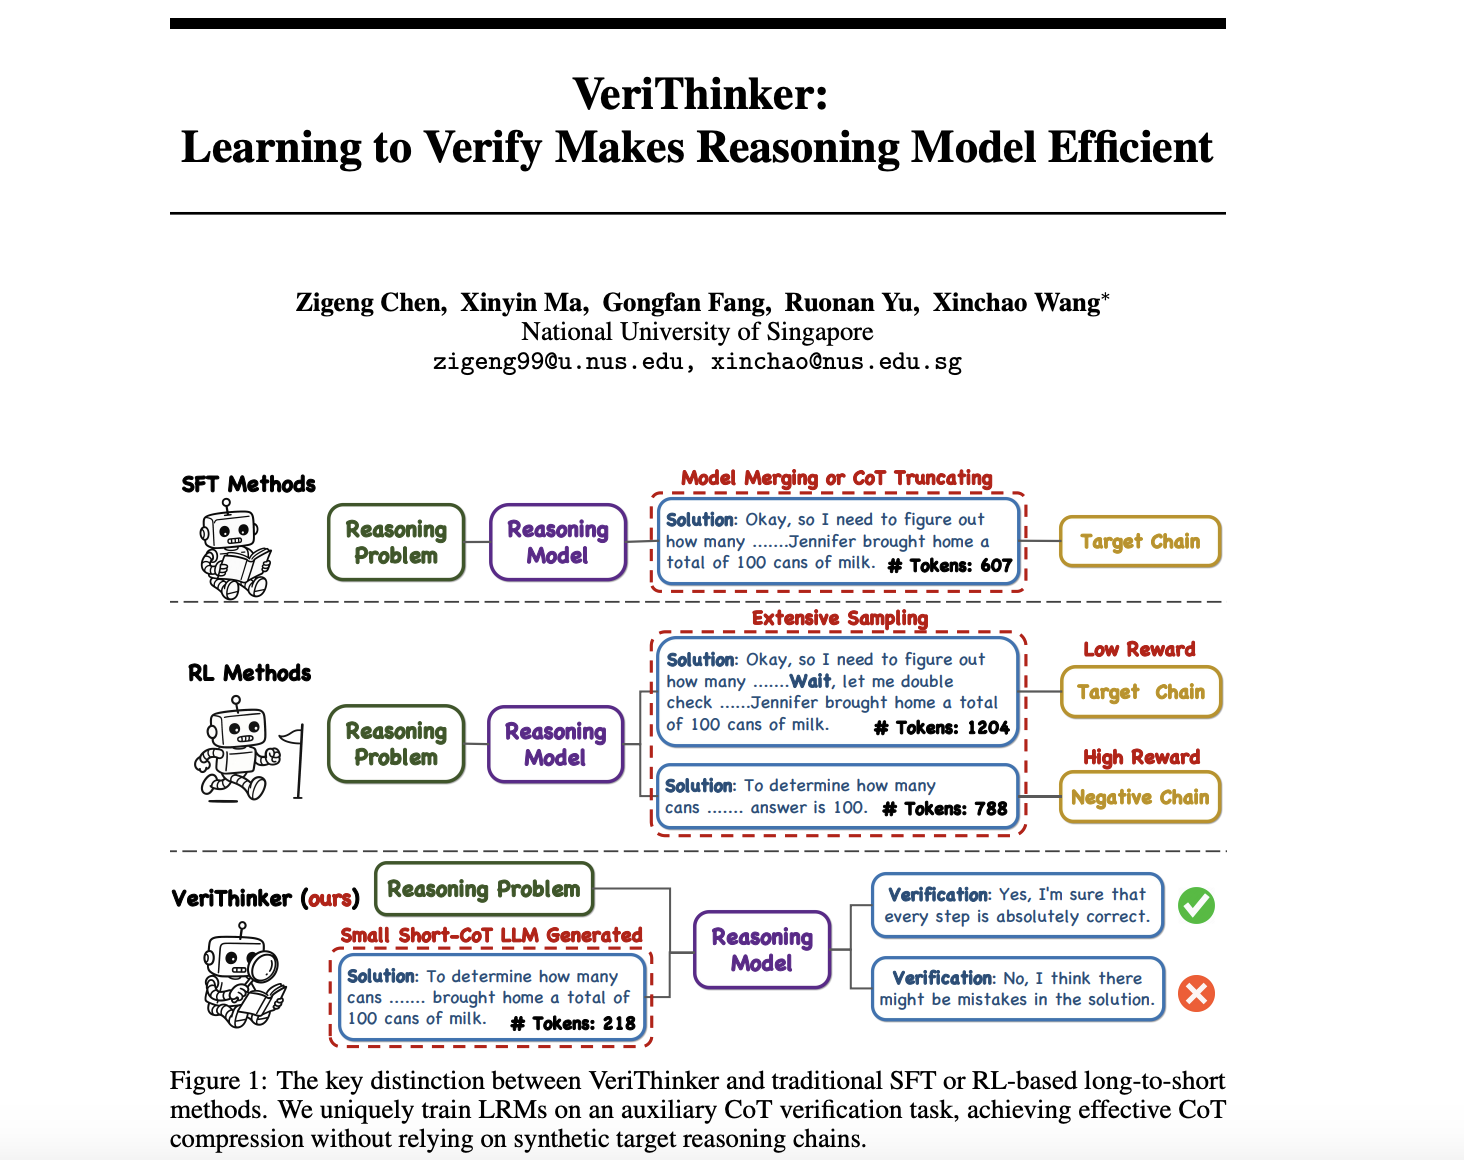 VeriThinker:
Learning to Verify Makes Reasoning Model Efficient
Zigeng Chen, Xinyin Ma, Gongfan Fang, Ruonan Yu, Xinchao Wang*
National University of Singapore
zigeng99@u.nus.edu, xinchao@nus.edu.sg
SFT Methods
Reasoning
Problem
Reasoning
Model
Model Merging or CoT Truncating
Solution: Okay, so I need to figure out
how many .......Jennifer brought home a
total of 100 cans of milk. # Tokens: 607
Target Chain
RL Methods
Reasoning
Problem
Reasoning
Model
Extensive Sampling
Solution: Okay, so I need to figure out
how many .......Wait, let me double
check ......Jennifer brought home a total
of 100 cans of milk. # Tokens: 1204
Low Reward
Target Chain
Solution: To determine how many
cans ....... answer is 100. # Tokens: 788
High Reward
Negative Chain
VeriThinker (ours)
Reasoning Problem
Small Short-CoT LLM Generated
Solution: To determine how many
cans ....... brought home a total of
100 cans of milk. # Tokens: 218
Reasoning
Model
Verification: Yes, I'm sure that
every step is absolutely correct.
Verification: No, I think there
might be mistakes in the solution.
Figure 1: The key distinction between VeriThinker and traditional SFT or RL-based long-to-short
methods. We uniquely train LRMs on an auxiliary CoT verification task, achieving effective CoT
compression without relying on synthetic target reasoning chains.